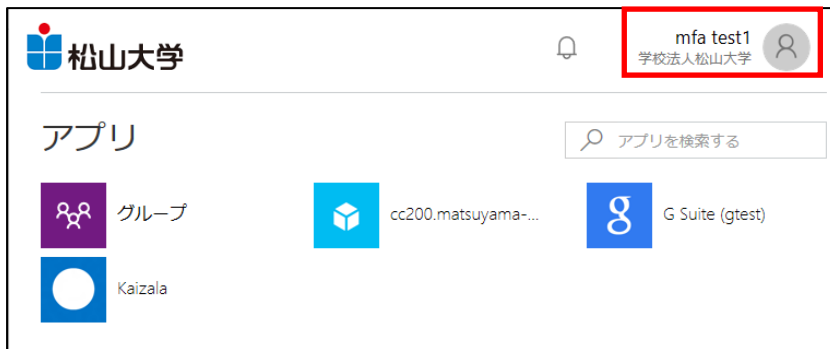 松山大学
mfa test1
学校法人松山大学
アプリ
アプリを検索する
グループ
cc200.matsuyama-...
G Suite (gtest)
Kaizala